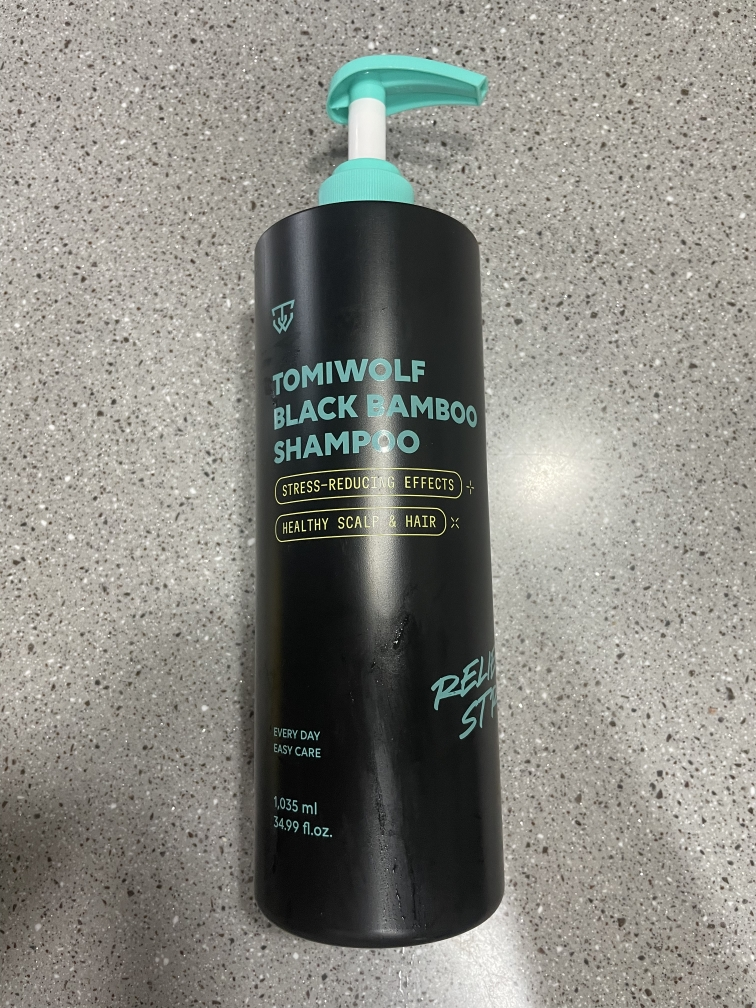 TOMIWOLF
BLACK BAMBOO
SHAMPOO
STRESS-REDUCING EFFECTS
HEALTHY SCALP & HAIR
EVERY DAY
EASY CARE
1,035 ml
34.99 fl.oz.